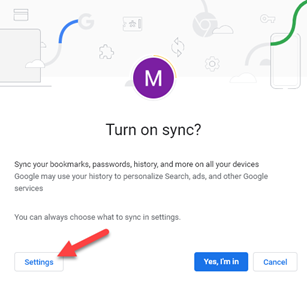 M
Turn on sync?
Sync your bookmarks, passwords, history, and more on all your devices
Google may use your history to personalize Search, ads, and other Google
services
You can always choose what to sync in settings.
Settings
Yes, I'm in
Cancel